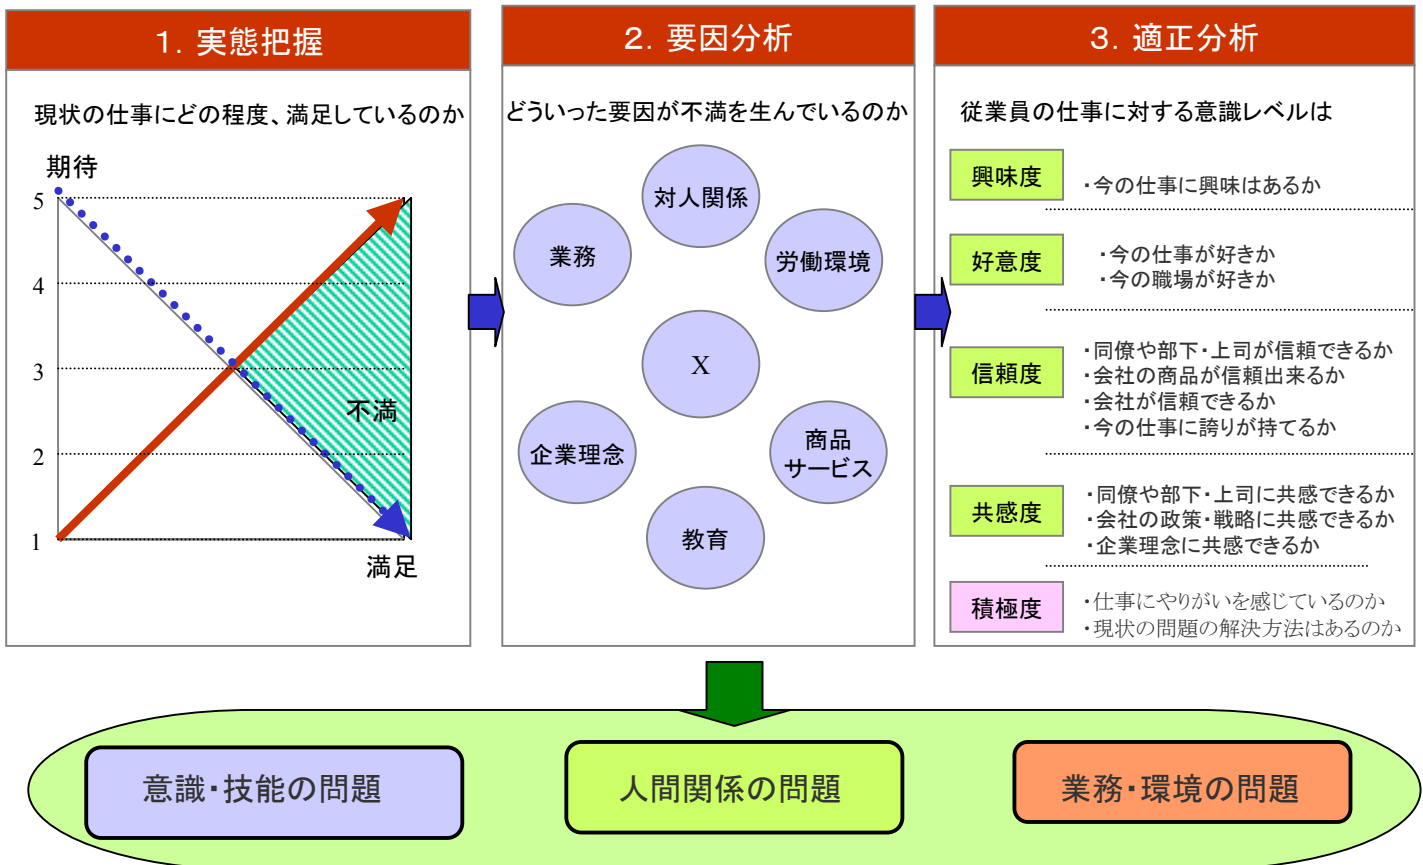 1. 実態把握
現状の仕事にどの程度、満足しているのか
期待
5
4
3
2
1
不満
満足
2. 要因分析
どういった要因が不満を生んでいるのか
対人関係
業務
労働環境
X
企業理念
商品
サービス
教育
3. 適正分析
従業員の仕事に対する意識レベルは
興味度
・今の仕事に興味はあるか
好意度
・今の仕事が好きか
・今の職場が好きか
信頼度
・同僚や部下・上司が信頼できるか
・会社の商品が信頼出来るか
・会社が信頼できるか
・今の仕事に誇りが持てるか
共感度
・同僚や部下・上司に共感できるか
・会社の政策・戦略に共感できるか
・企業理念に共感できるか
積極度
・仕事にやりがいを感じているのか
・現状の問題の解決方法はあるのか
意識・技能の問題
人間関係の問題
業務・環境の問題